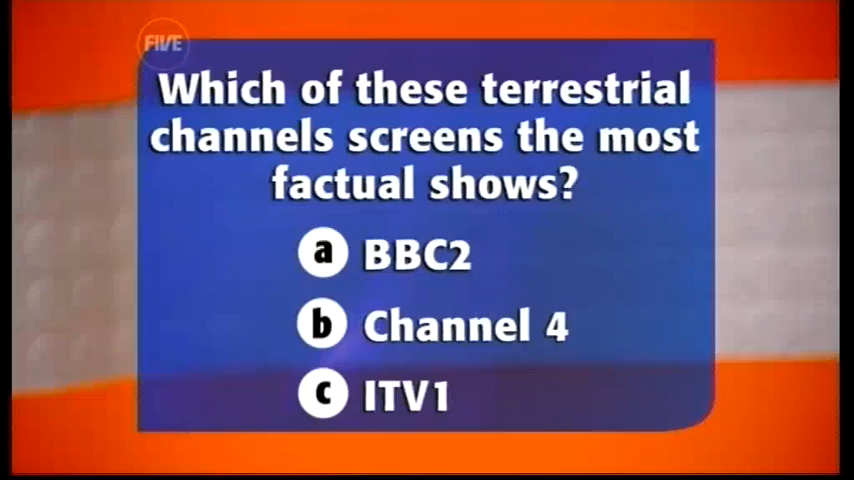 FIVE
Which of these terrestrial
channels screens the most
factual shows?
a BBC2
b Channel 4
c ITV1